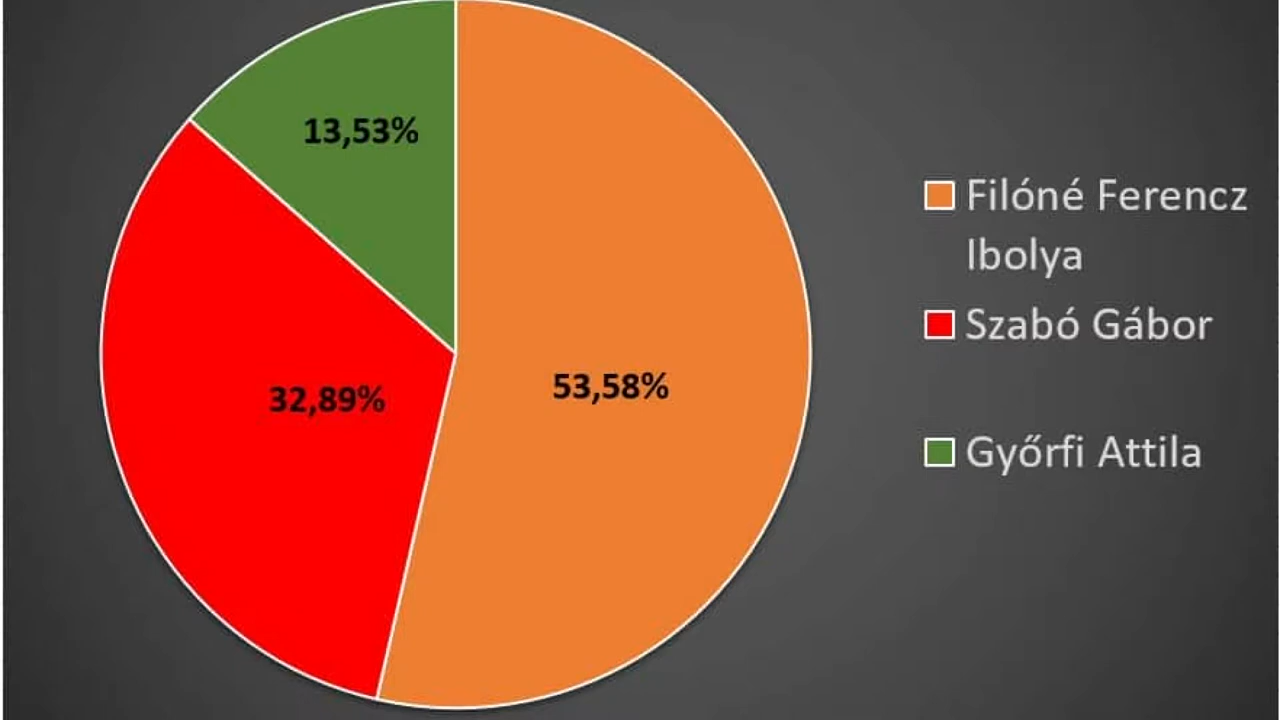 13,53%
32,89%
53,58%
Filóné Ferencz
Ibolya
Szabó Gábor
Győrfi Attila